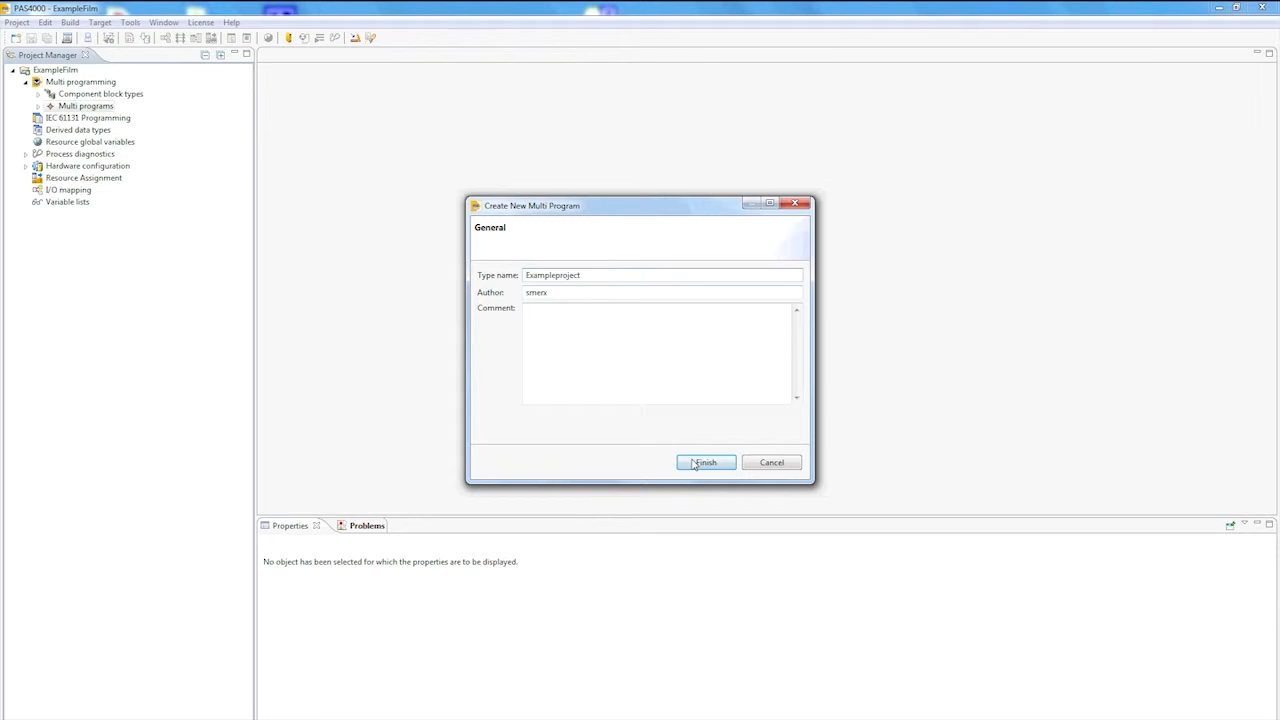 PAS4000 - ExampleFilm
Project Edit Build Target Tools Window License Help
Project Manager
ExampleFilm
Multi programming
Component block types
Multi programs
IEC 61131 Programming
Derived data types
Resource global variables
Process diagnostics
Hardware configuration
Resource Assignment
I/O mapping
Variable lists
Create New Multi Program
General
Type name: Exampleproject
Author: smerx
Comment:
Finish Cancel
Properties Problems
No object has been selected for which the properties are to be displayed.